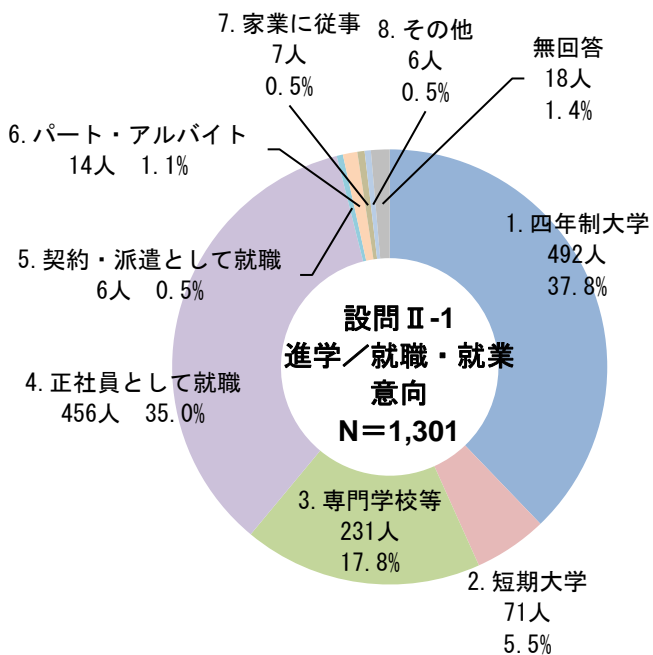 7.家業に従事
7人
0.5%
8.その他
6人
0.5%
無回答
18人
1.4%
6.パート・アルバイト
14人 1.1%
1.四年制大学
492人
37.8%
5.契約・派遣として就職
6人 0.5%
設問Ⅱ-1
進学／就職・就業
意向
N＝1,301
4.正社員として就職
456人 35.0%
3.専門学校等
231人
17.8%
2.短期大学
71人
5.5%